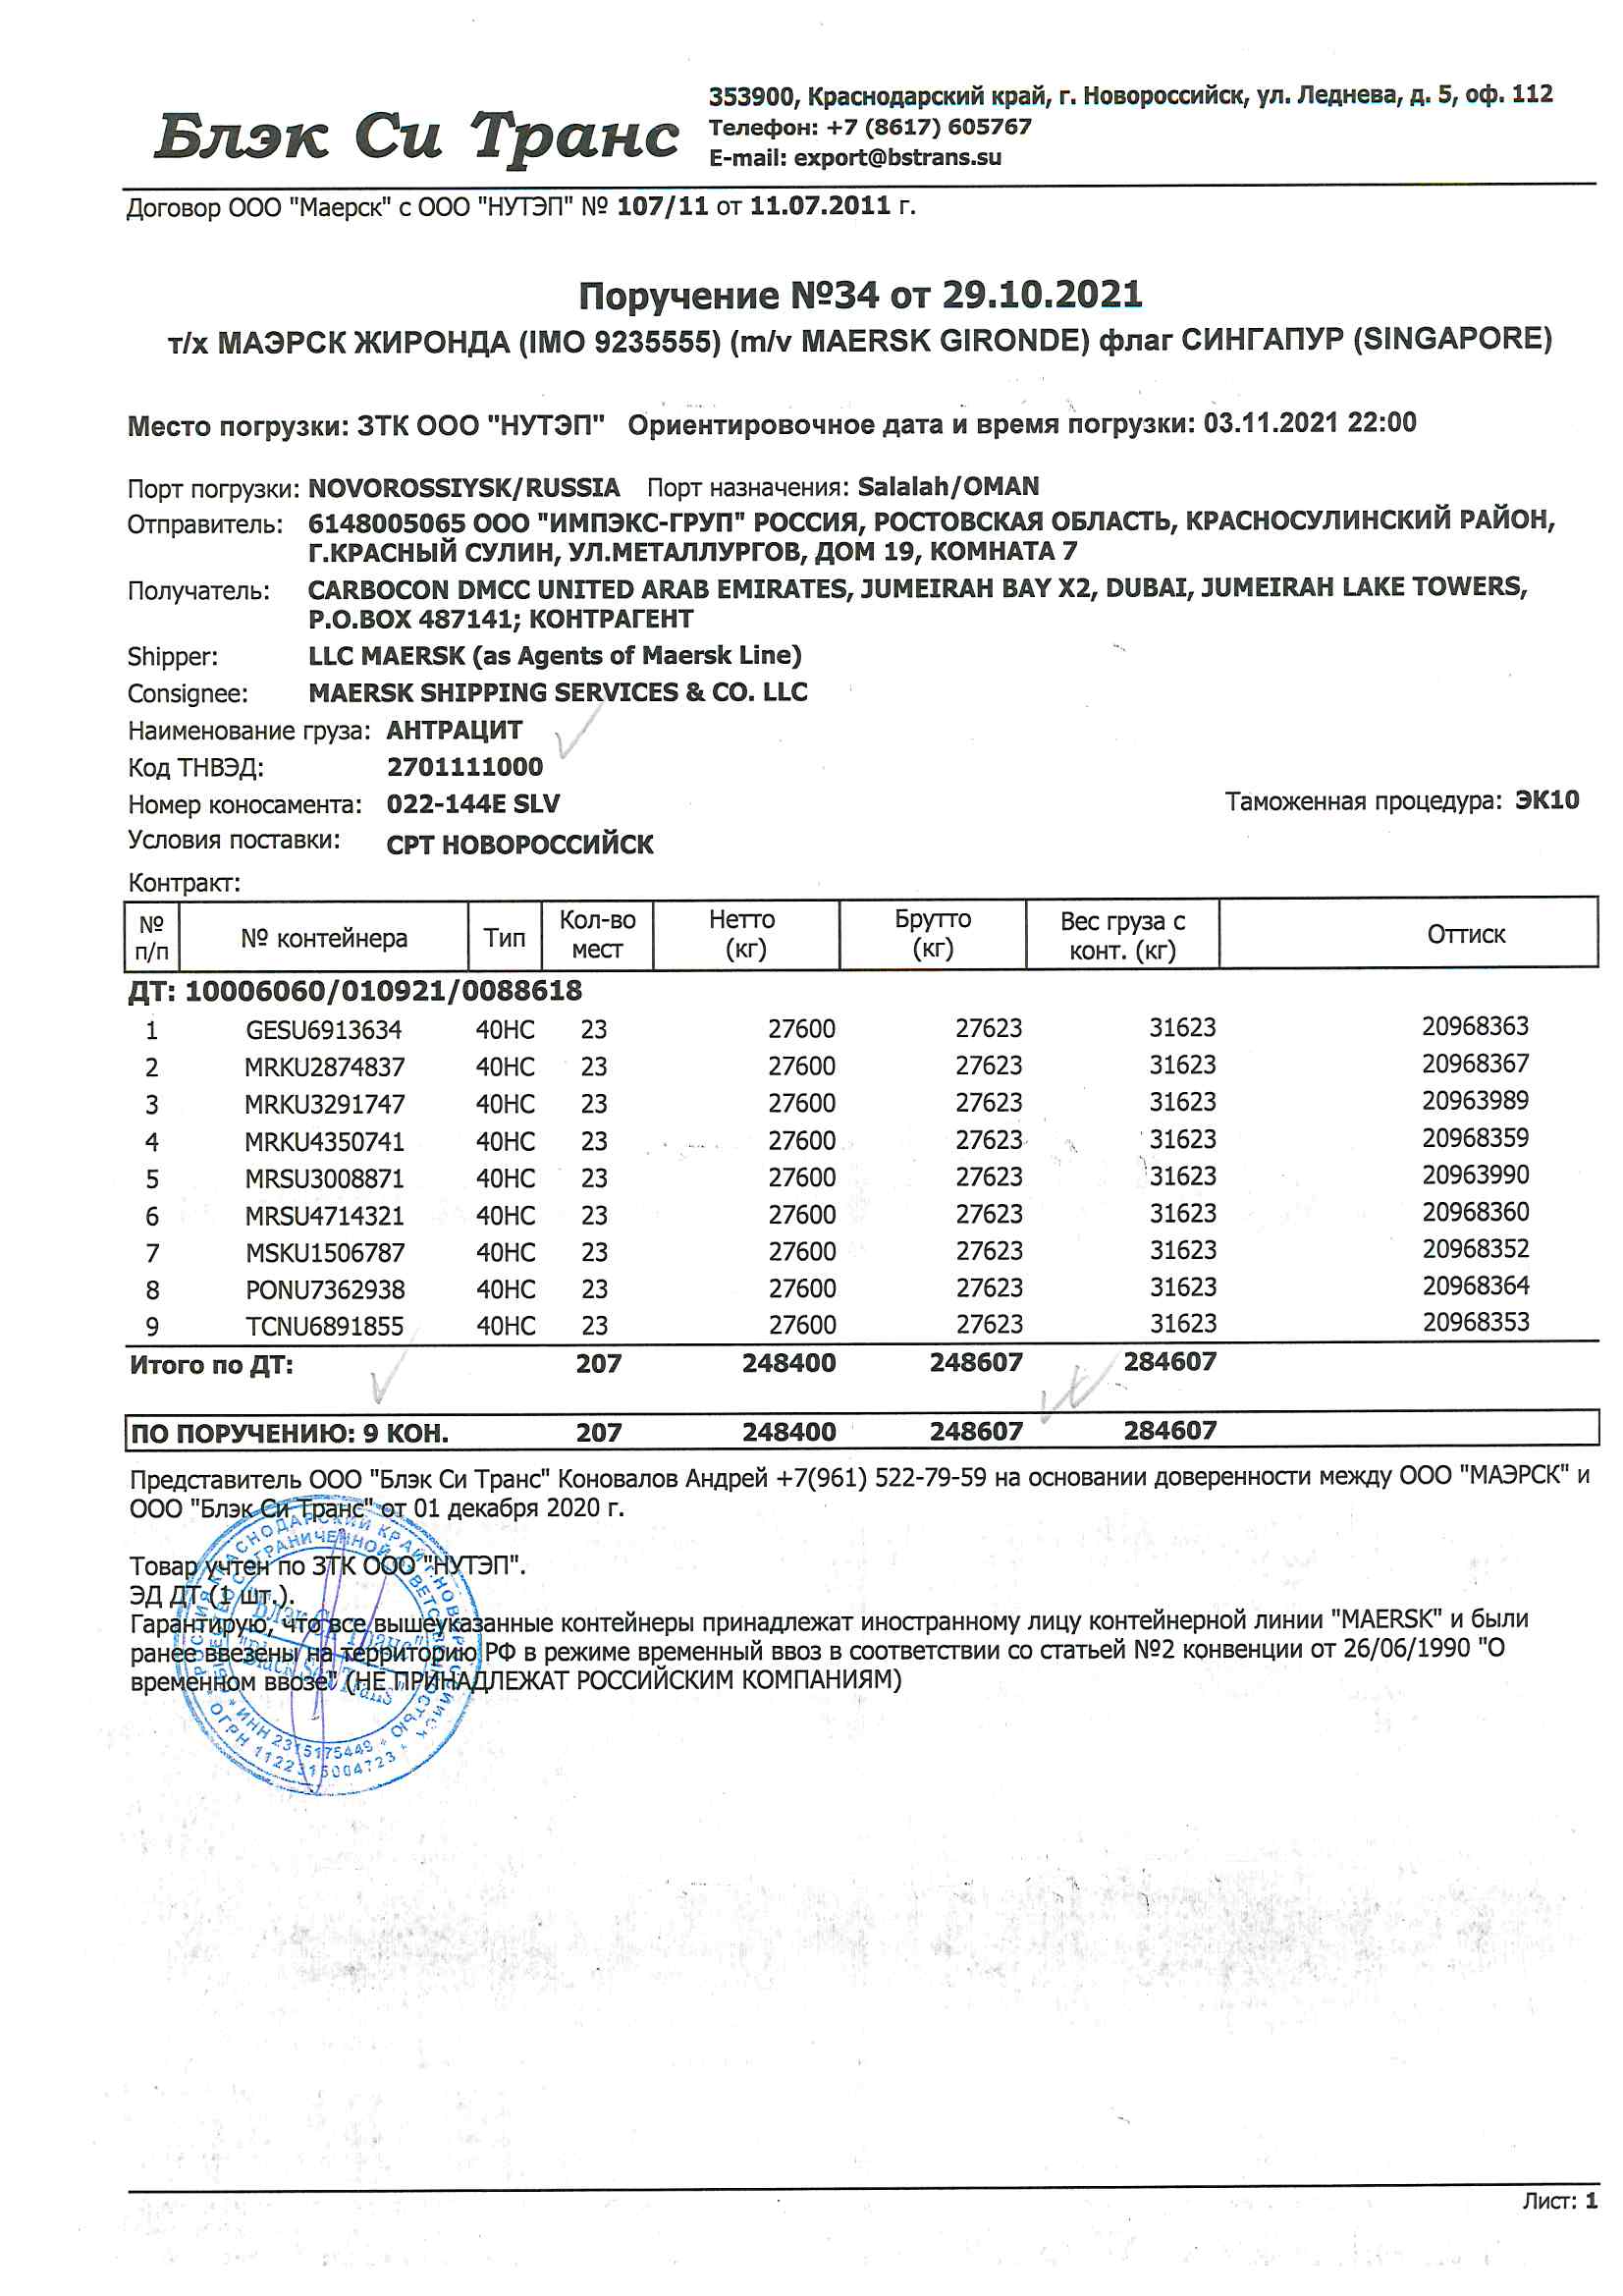 Блэк Си Транс
353900, Краснодарский край, г. Новороссийск, ул. Леднева, д. 5, оф. 112
Телефон: +7 (8617) 605767
E-mail: export@bstrans.su
Договор ООО "Маерск" с ООО "НУТЭП" № 107/11 от 11.07.2011 г.
Поручение №34 от 29.10.2021
т/х МАЭРСК ЖИРОНДА (IMO 9235555) (m/v MAERSK GIRONDE) флаг СИНГАПУР (SINGAPORE)
Место погрузки: ЗТК ООО "НУТЭП" Ориентировочное дата и время погрузки: 03.11.2021 22:00
Порт погрузки: NOVOROSSIYSK/RUSSIA Порт назначения: Salalah/OMAN
Отправитель: 6148005065 ООО "ИМПЭКС-ГРУП" РОССИЯ, РОСТОВСКАЯ ОБЛАСТЬ, КРАСНОСУЛИНСКИЙ РАЙОН,
Г.КРАСНЫЙ СУЛИН, УЛ.МЕТАЛЛУРГОВ, ДОМ 19, КОМНАТА 7
Получатель: CARBOCON DMCC UNITED ARAB EMIRATES, JUMEIRAH BAY X2, DUBAI, JUMEIRAH LAKE TOWERS,
P.O.BOX 487141; КОНТРАГЕНТ
Shipper: LLC MAERSK (as Agents of Maersk Line)
Consignee: MAERSK SHIPPING SERVICES & CO. LLC
Наименование груза: АНТРАЦИТ
Код ТНВЭД: 2701111000
Номер коносамента: 022-144E SLV Таможенная процедура: ЭК10
Условия поставки: CPT НОВОРОССИЙСК
Контракт:
№ п/п № контейнера Тип Кол-во мест Нетто (кг) Брутто (кг) Вес груза с конт. (кг) Оттиск
ДТ: 10006060/010921/0088618
1 GESU6913634 40HC 23 27600 27623 31623 20968363
2 MRKU2874837 40HC 23 27600 27623 31623 20968367
3 MRKU3291747 40HC 23 27600 27623 31623 20963989
4 MRKU4350741 40HC 23 27600 27623 31623 20968359
5 MRSU3008871 40HC 23 27600 27623 31623 20963990
6 MRSU4714321 40HC 23 27600 27623 31623 20968360
7 MSKU1506787 40HC 23 27600 27623 31623 20968352
8 PONU7362938 40HC 23 27600 27623 31623 20968364
9 TCNU6891855 40HC 23 27600 27623 31623 20968353
Итого по ДТ: 207 248400 248607 284607
ПО ПОРУЧЕНИЮ: 9 КОН. 207 248400 248607 284607
Представитель ООО "Блэк Си Транс" Коновалов Андрей +7(961) 522-79-59 на основании доверенности между ООО "МАЭРСК" и
ООО "Блэк Си Транс" от 01 декабря 2020 г.
Товар учтен по ЗТК ООО "НУТЭП".
ЭД ДТ (1 шт.).
Гарантирую, что все вышеуказанные контейнеры принадлежат иностранному лицу контейнерной линии "MAERSK" и были
ранее ввезены на территорию РФ в режиме временный ввоз в соответствии со статьей №2 конвенции от 26/06/1990 "О
временном ввозе" (НЕ ПРИНАДЛЕЖАТ РОССИЙСКИМ КОМПАНИЯМ)
"Блэк Си Транс"
"Black Sea Trans"
ИНН 2315175449
ОГРН 1122315004723
Лист: 1